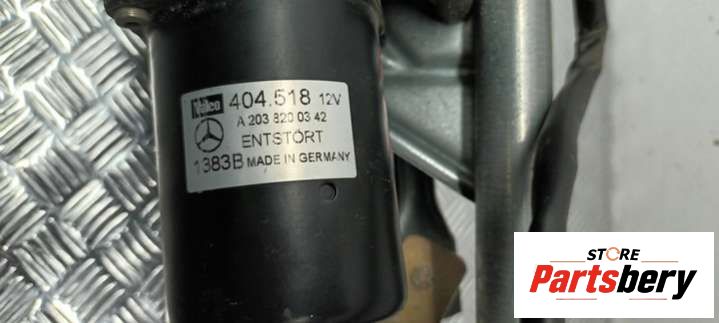 Valeo 404.518 12V
A 203 820 03 42
ENTSTÖRT
1383B MADE IN GERMANY
STORE
Partsbery